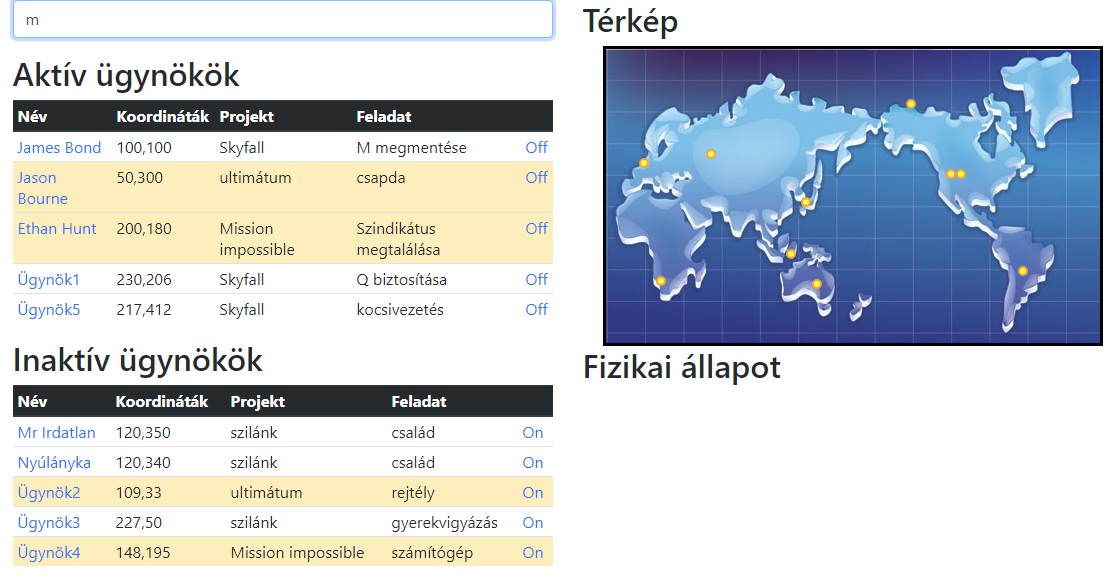 m
Aktív ügynökök
Név Koordináták Projekt Feladat
James Bond 100,100 Skyfall M megmentése Off
Jason Bourne 50,300 ultimátum csapda Off
Ethan Hunt 200,180 Mission impossible Szindikátus megtalálása Off
Ügynök1 230,206 Skyfall Q biztosítása Off
Ügynök5 217,412 Skyfall kocsivezetés Off
Inaktív ügynökök
Név Koordináták Projekt Feladat
Mr Irdatlan 120,350 szilánk család On
Nyúlányka 120,340 szilánk család On
Ügynök2 109,33 ultimátum rejtély On
Ügynök3 227,50 szilánk gyerekvigyázás On
Ügynök4 148,195 Mission impossible számítógép On
Térkép
Fizikai állapot